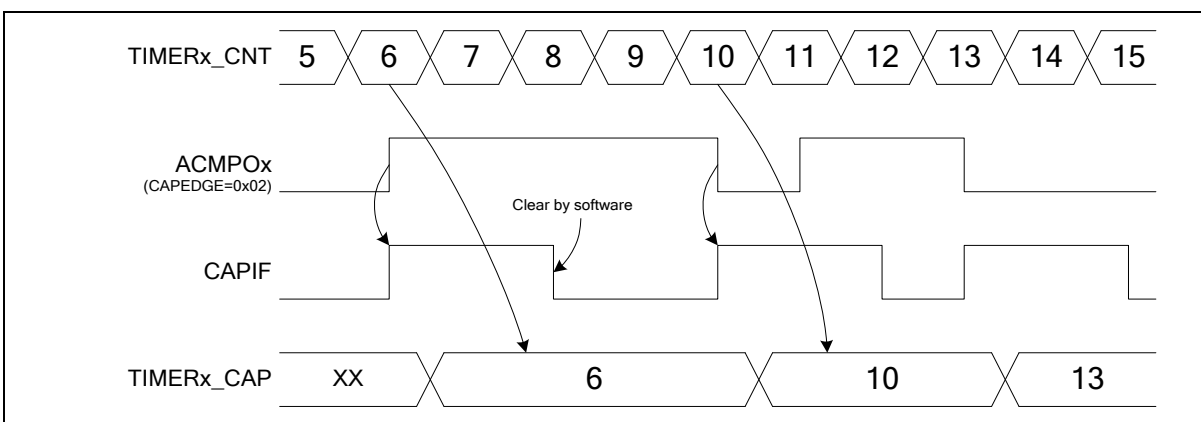 TIMERx_CNT 5 6 7 8 9 10 11 12 13 14 15
ACMPOx
(CAPEDGE=0x02)
Clear by software
CAPIF
TIMERx_CAP XX 6 10 13